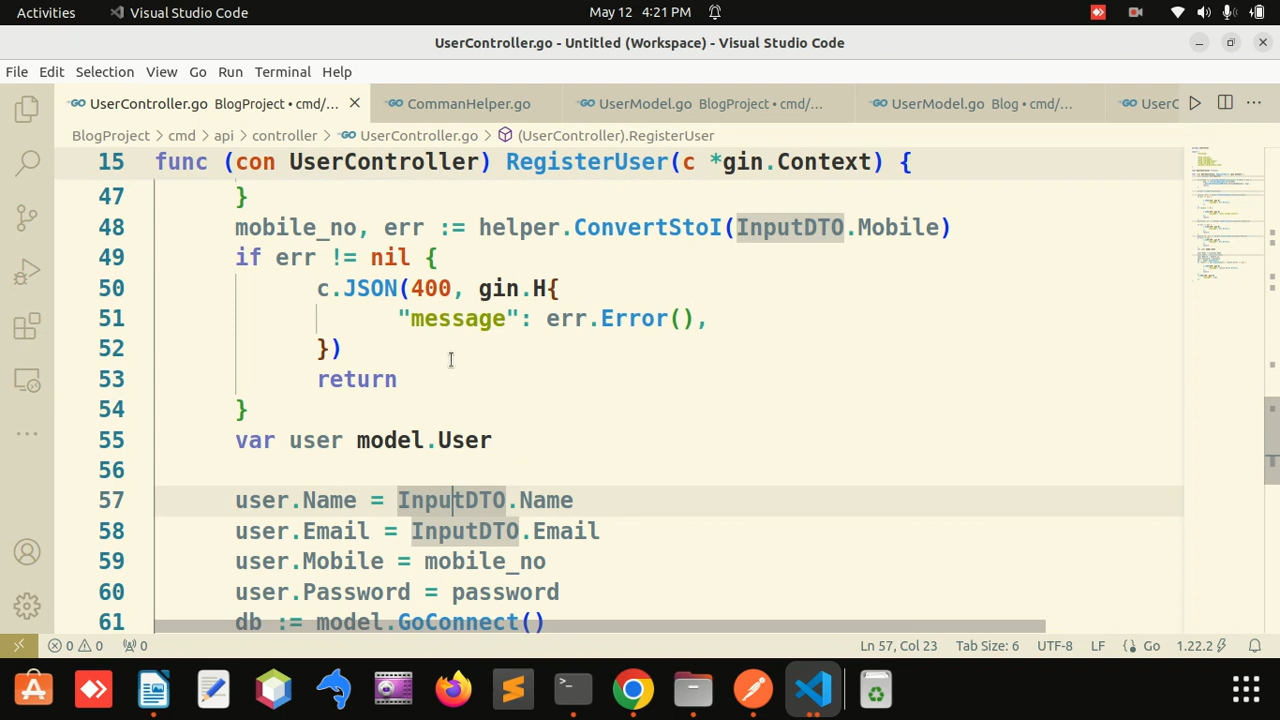 Activities Visual Studio Code May 12 4:21 PM
UserController.go - Untitled (Workspace) - Visual Studio Code
File Edit Selection View Go Run Terminal Help
UserController.go BlogProject • cmd/... CommanHelper.go UserModel.go BlogProject • cmd/... UserModel.go Blog • cmd/... UserC
BlogProject > cmd > api > controller > UserController.go > (UserController).RegisterUser
15 func (con UserController) RegisterUser(c *gin.Context) {
47 }
48 mobile_no, err := helper.ConvertStoI(InputDTO.Mobile)
49 if err != nil {
50 c.JSON(400, gin.H{
51 "message": err.Error(),
52 })
53 return
54 }
55 var user model.User
56
57 user.Name = InputDTO.Name
58 user.Email = InputDTO.Email
59 user.Mobile = mobile_no
60 user.Password = password
61 db := model.GoConnect()
0 0 0 Ln 57, Col 23 Tab Size: 6 UTF-8 LF {} Go 1.22.2